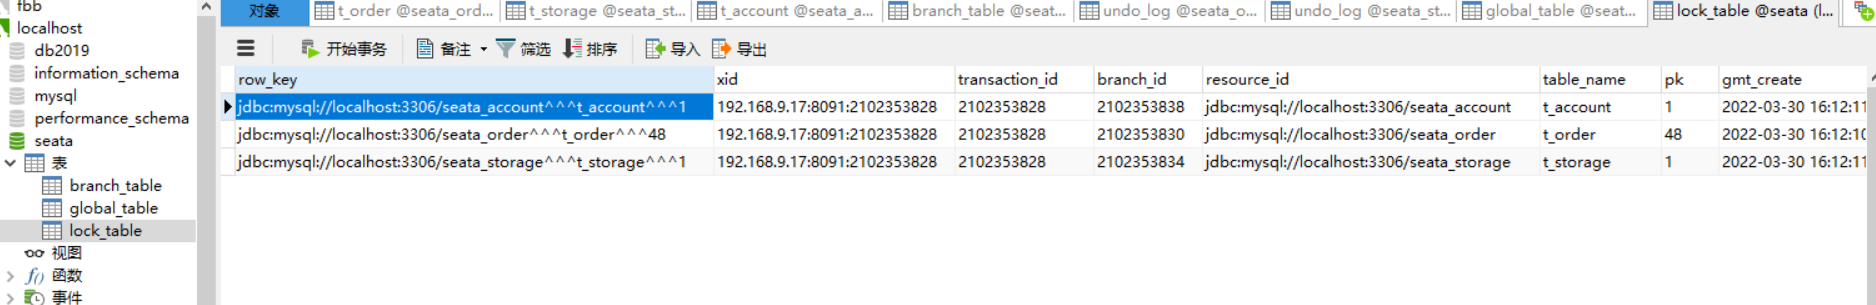 fbb
localhost
db2019
information_schema
mysql
performance_schema
seata
表
branch_table
global_table
lock_table
视图
函数
事件
对象 t_order @seata_ord... t_storage @seata_st... t_account @seata_a... branch_table @seat... undo_log @seata_o... undo_log @seata_st... global_table @seat... lock_table @seata (l...
开始事务 备注 筛选 排序 导入 导出
row_key xid transaction_id branch_id resource_id table_name pk gmt_create
jdbc:mysql://localhost:3306/seata_account^^^t_account^^^1 192.168.9.17:8091:2102353828 2102353828 2102353838 jdbc:mysql://localhost:3306/seata_account t_account 1 2022-03-30 16:12:11
jdbc:mysql://localhost:3306/seata_order^^^t_order^^^48 192.168.9.17:8091:2102353828 2102353828 2102353830 jdbc:mysql://localhost:3306/seata_order t_order 48 2022-03-30 16:12:10
jdbc:mysql://localhost:3306/seata_storage^^^t_storage^^^1 192.168.9.17:8091:2102353828 2102353828 2102353834 jdbc:mysql://localhost:3306/seata_storage t_storage 1 2022-03-30 16:12:11